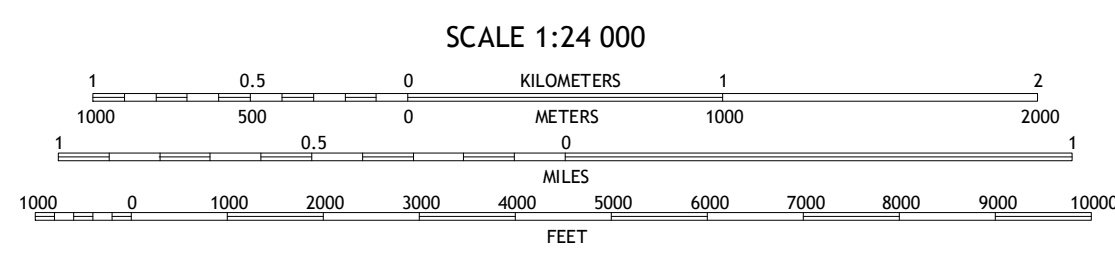 SCALE 1:24 000
1 0.5 0 KILOMETERS 1 2
1000 500 0 METERS 1000 2000
1 0.5 0 1
MILES
1000 0 1000 2000 3000 4000 5000 6000 7000 8000 9000 10000
FEET